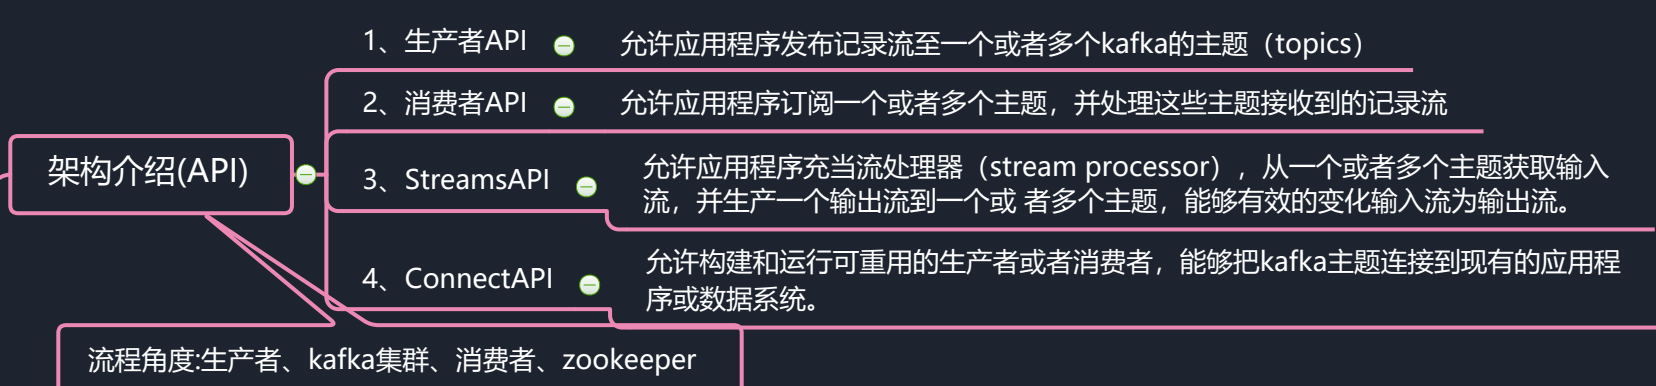 1、生产者API 允许应用程序发布记录流至一个或者多个kafka的主题（topics）
2、消费者API 允许应用程序订阅一个或者多个主题，并处理这些主题接收到的记录流
架构介绍(API)
3、StreamsAPI
允许应用程序充当流处理器（stream processor），从一个或者多个主题获取输入
流，并生产一个输出流到一个或 者多个主题，能够有效的变化输入流为输出流。
4、ConnectAPI
允许构建和运行可重用的生产者或者消费者，能够把kafka主题连接到现有的应用程
序或数据系统。
流程角度:生产者、kafka集群、消费者、zookeeper